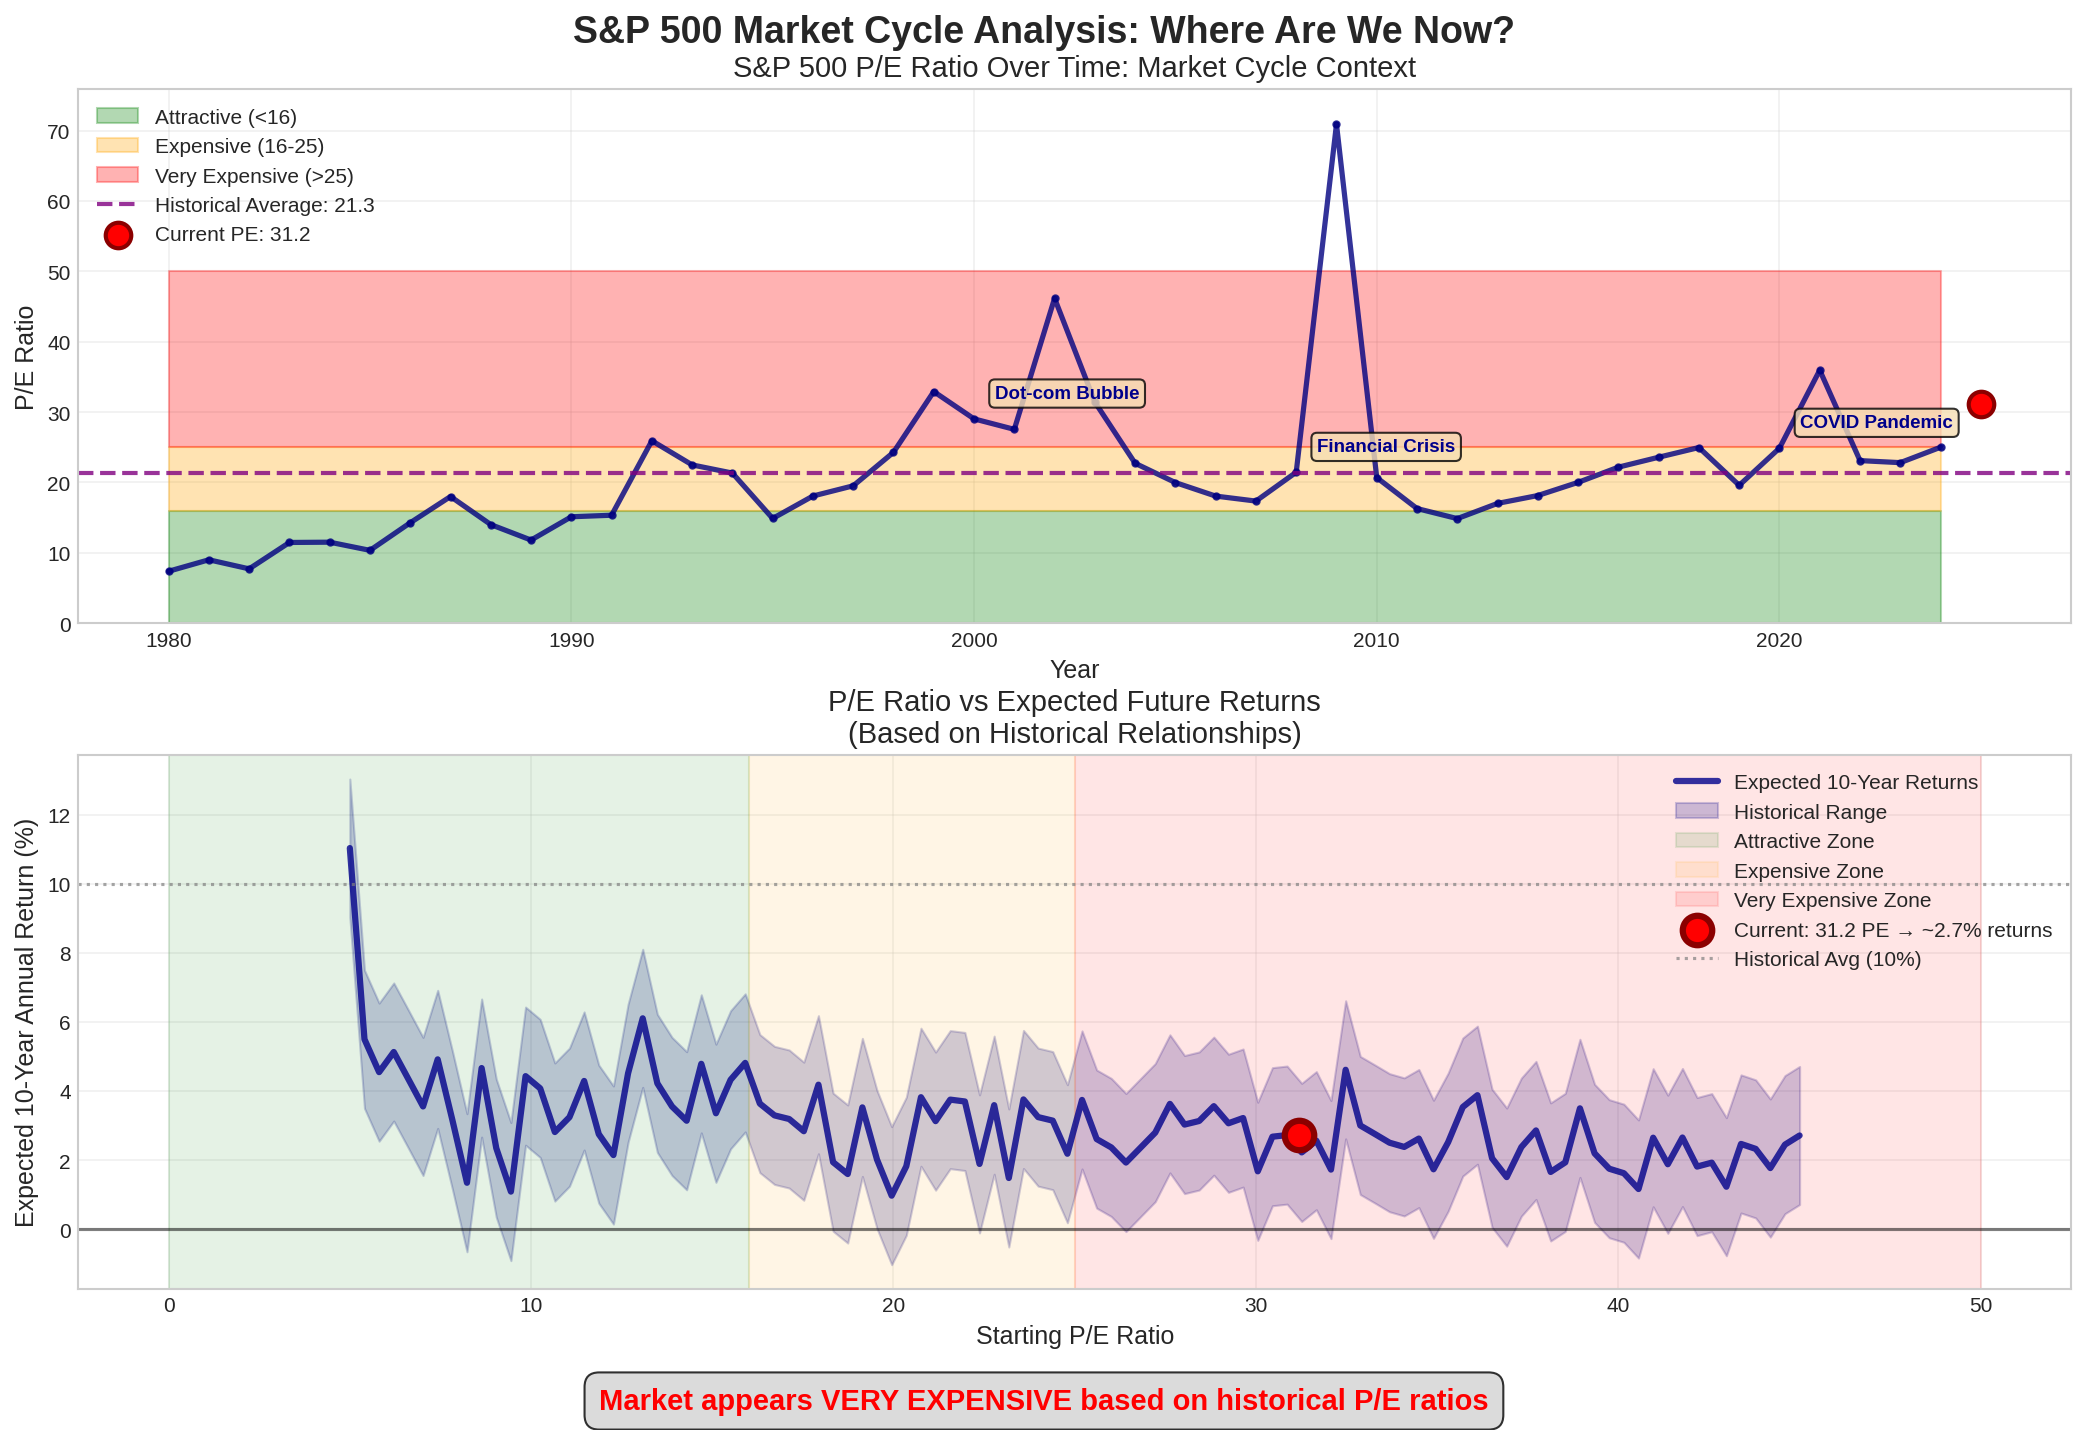 S&P 500 Market Cycle Analysis: Where Are We Now?
S&P 500 P/E Ratio Over Time: Market Cycle Context
Attractive (<16)
Expensive (16-25)
Very Expensive (>25)
Historical Average: 21.3
Current PE: 31.2
P/E Ratio
70
60
50
40
30
20
10
0
Dot-com Bubble
Financial Crisis
COVID Pandemic
1980
1990
2000
2010
2020
Year
P/E Ratio vs Expected Future Returns
(Based on Historical Relationships)
Expected 10-Year Annual Return (%)
12
10
8
6
4
2
0
Expected 10-Year Returns
Historical Range
Attractive Zone
Expensive Zone
Very Expensive Zone
Current: 31.2 PE → ~2.7% returns
Historical Avg (10%)
0
10
20
30
40
50
Starting P/E Ratio
Market appears VERY EXPENSIVE based on historical P/E ratios